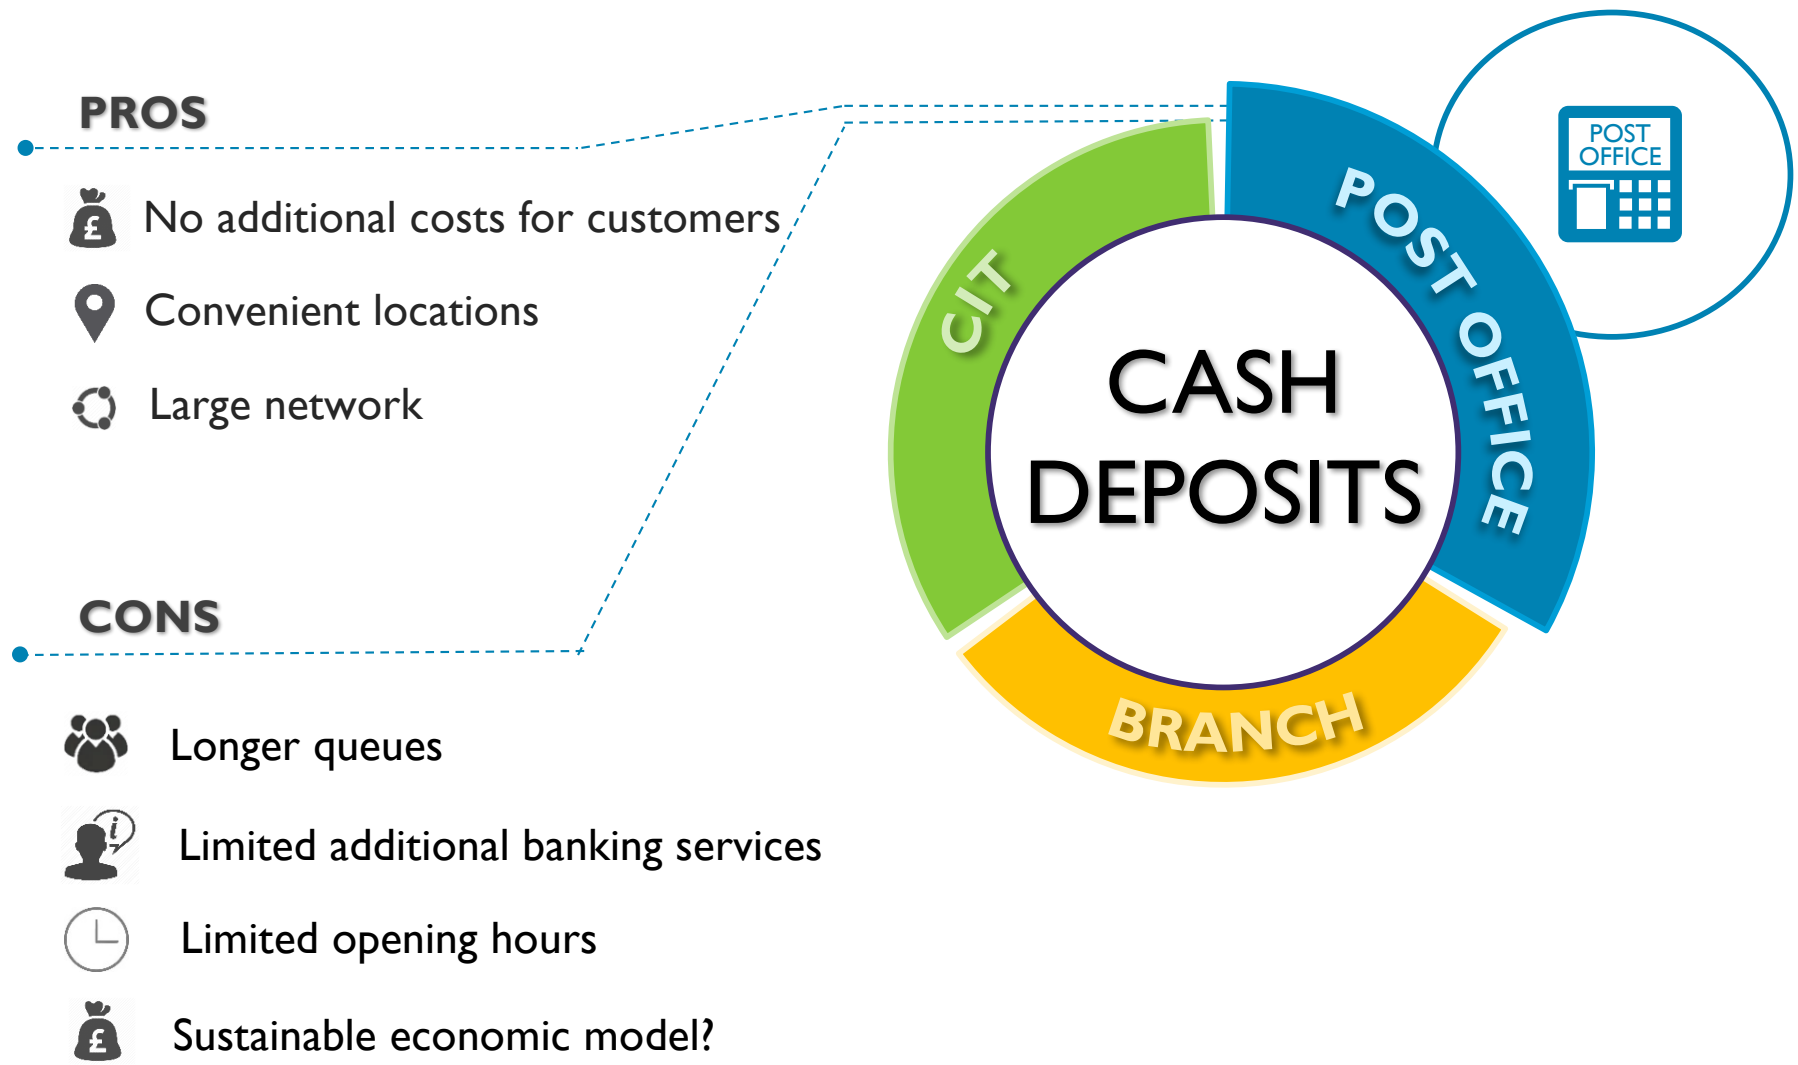 PROS
£ No additional costs for customers
Convenient locations
Large network
CONS
Longer queues
i Limited additional banking services
Limited opening hours
£ Sustainable economic model?
CIT
POST OFFICE
BRANCH
CASH
DEPOSITS
POST
OFFICE